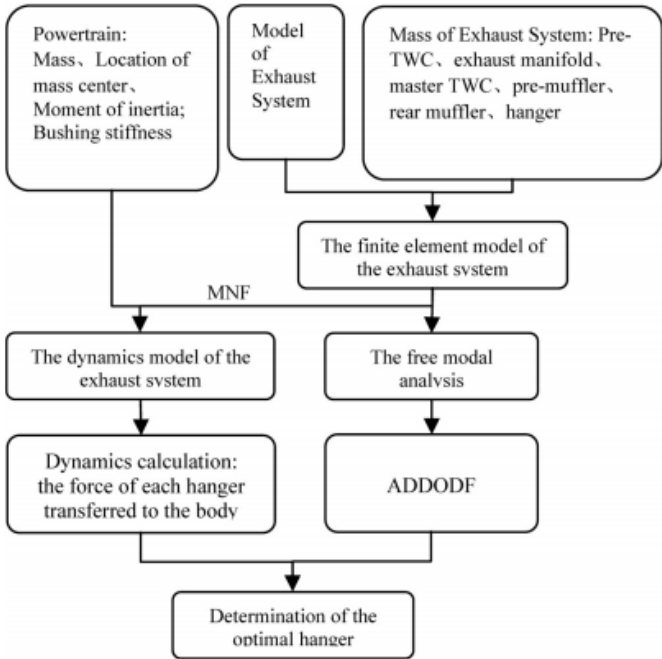 Powertrain:
Mass、Location of
mass center、
Moment of inertia;
Bushing stiffness
Model
of
Exhaust
System
Mass of Exhaust System: Pre-
TWC、exhaust manifold、
master TWC、pre-muffler、
rear muffler、hanger
The finite element model of
the exhaust system
MNF
The dynamics model of the
exhaust system
The free modal
analysis
Dynamics calculation:
the force of each hanger
transferred to the body
ADDODF
Determination of the
optimal hanger